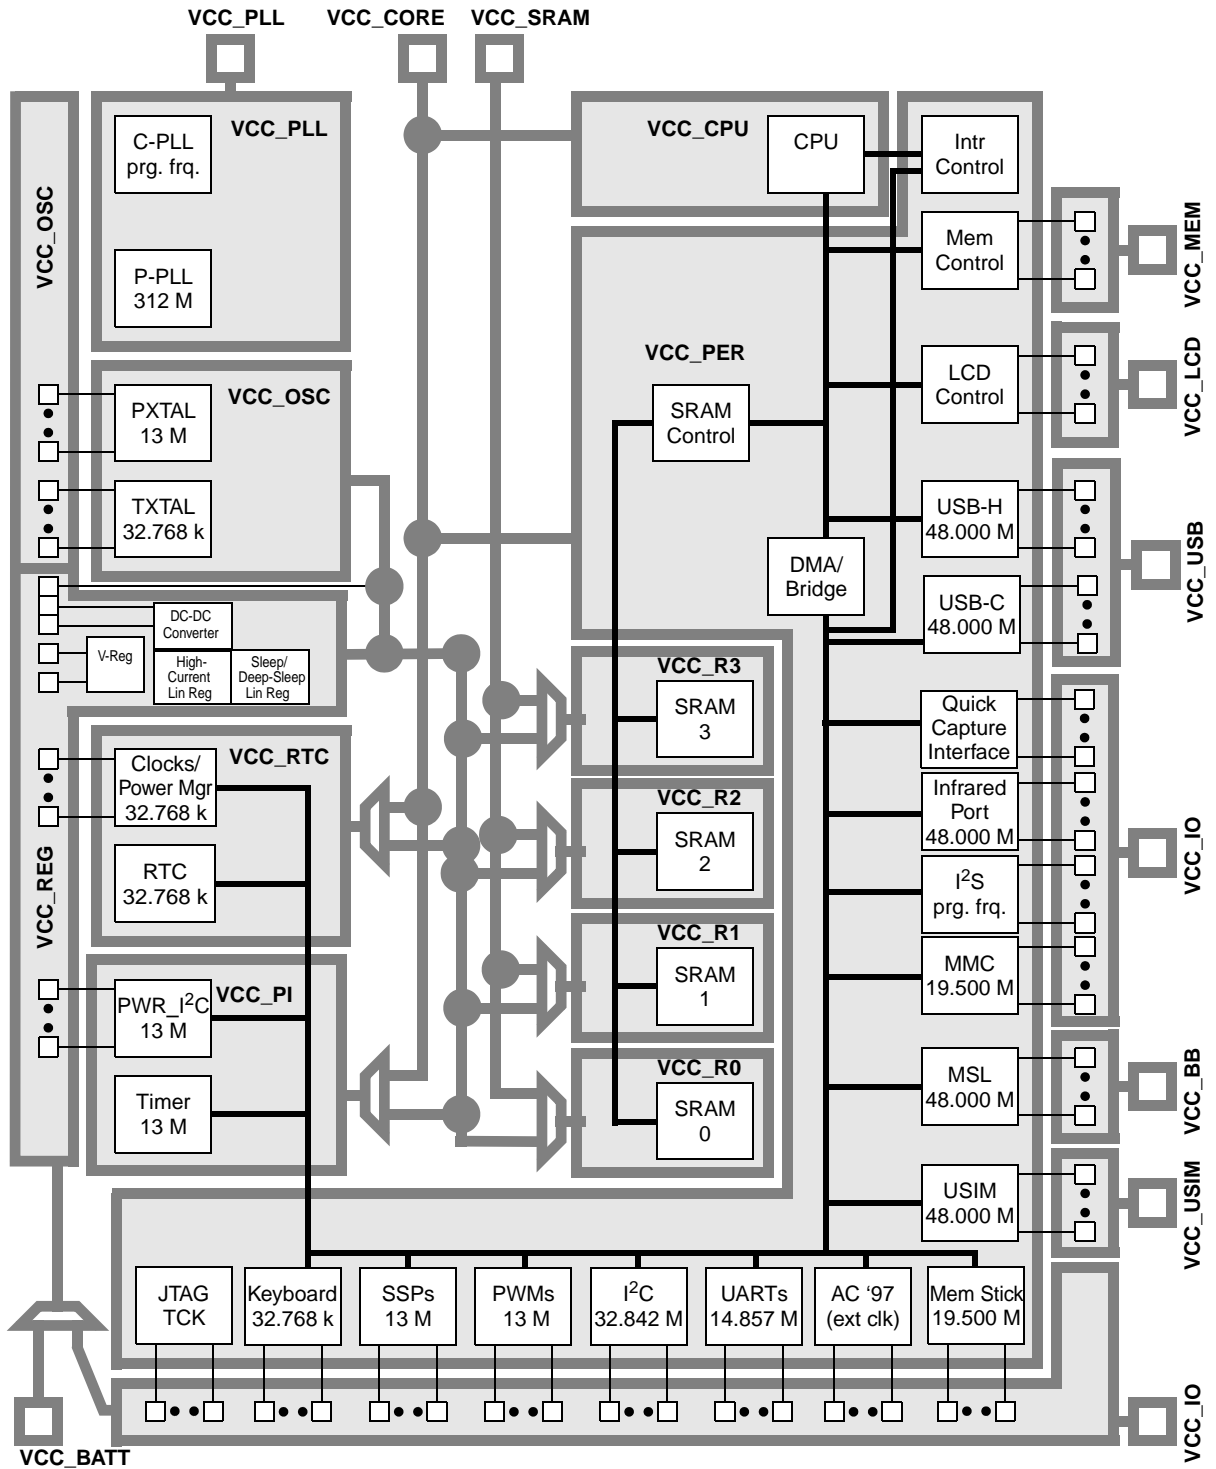 VCC_PLL
VCC_CORE
VCC_SRAM
VCC_OSC
C-PLL
prg. frq.
VCC_PLL
P-PLL
312 M
VCC_CPU
CPU
Intr
Control
Mem
Control
VCC_MEM
VCC_PER
LCD
Control
VCC_LCD
SRAM
Control
PXTAL
13 M
VCC_OSC
TXTAL
32.768 k
USB-H
48.000 M
DMA/
Bridge
USB-C
48.000 M
VCC_USB
DC-DC
Converter
V-Reg
High-
Current
Lin Reg
Sleep/
Deep-Sleep
Lin Reg
VCC_R3
SRAM
3
Quick
Capture
Interface
VCC_REG
Clocks/
Power Mgr
32.768 k
VCC_RTC
RTC
32.768 k
VCC_R2
SRAM
2
Infrared
Port
48.000 M
VCC_IO
I2S
prg. frq.
VCC_R1
SRAM
1
MMC
19.500 M
PWR_I2C
13 M
VCC_PI
Timer
13 M
VCC_R0
SRAM
0
MSL
48.000 M
VCC_BB
USIM
48.000 M
VCC_USIM
JTAG
TCK
Keyboard
32.768 k
SSPs
13 M
PWMs
13 M
I2C
32.842 M
UARTs
14.857 M
AC ‘97
(ext clk)
Mem Stick
19.500 M
VCC_IO
VCC_BATT